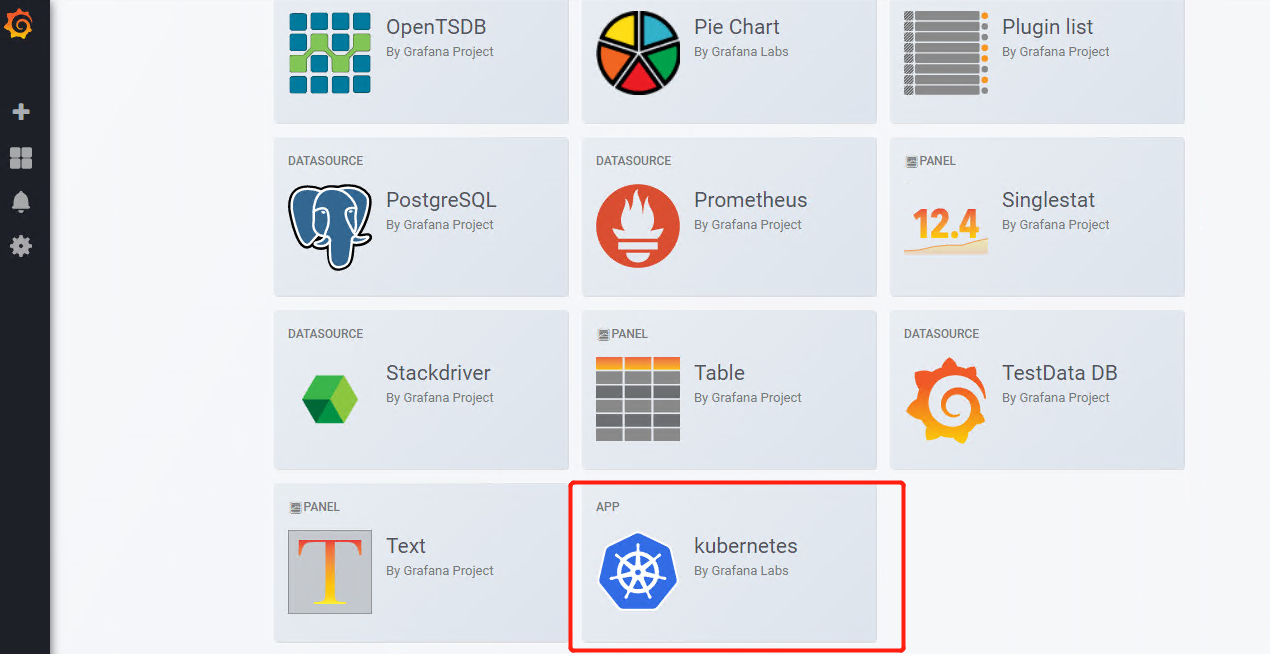 OpenTSDB
By Grafana Project
Pie Chart
By Grafana Labs
Plugin list
By Grafana Project
DATASOURCE
PostgreSQL
By Grafana Project
DATASOURCE
Prometheus
By Grafana Project
PANEL
12.4
Singlestat
By Grafana Project
DATASOURCE
Stackdriver
By Grafana Project
PANEL
Table
By Grafana Project
DATASOURCE
TestData DB
By Grafana Project
PANEL
T
Text
By Grafana Project
APP
kubernetes
By Grafana Labs